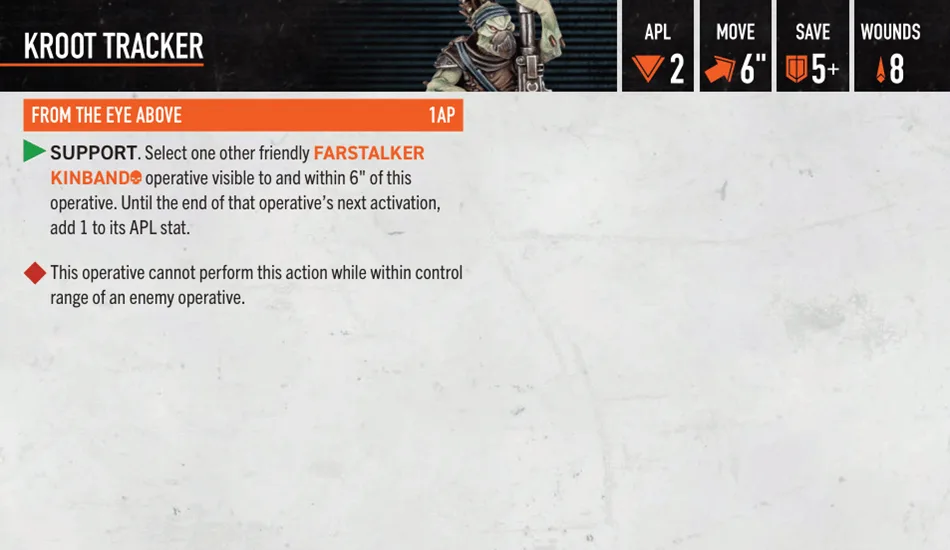 KROOT TRACKER
APL
2
MOVE
6"
SAVE
5+
WOUNDS
8
FROM THE EYE ABOVE 1AP
SUPPORT. Select one other friendly FARSTALKER
KINBAND operative visible to and within 6" of this
operative. Until the end of that operative’s next activation,
add 1 to its APL stat.
This operative cannot perform this action while within control
range of an enemy operative.